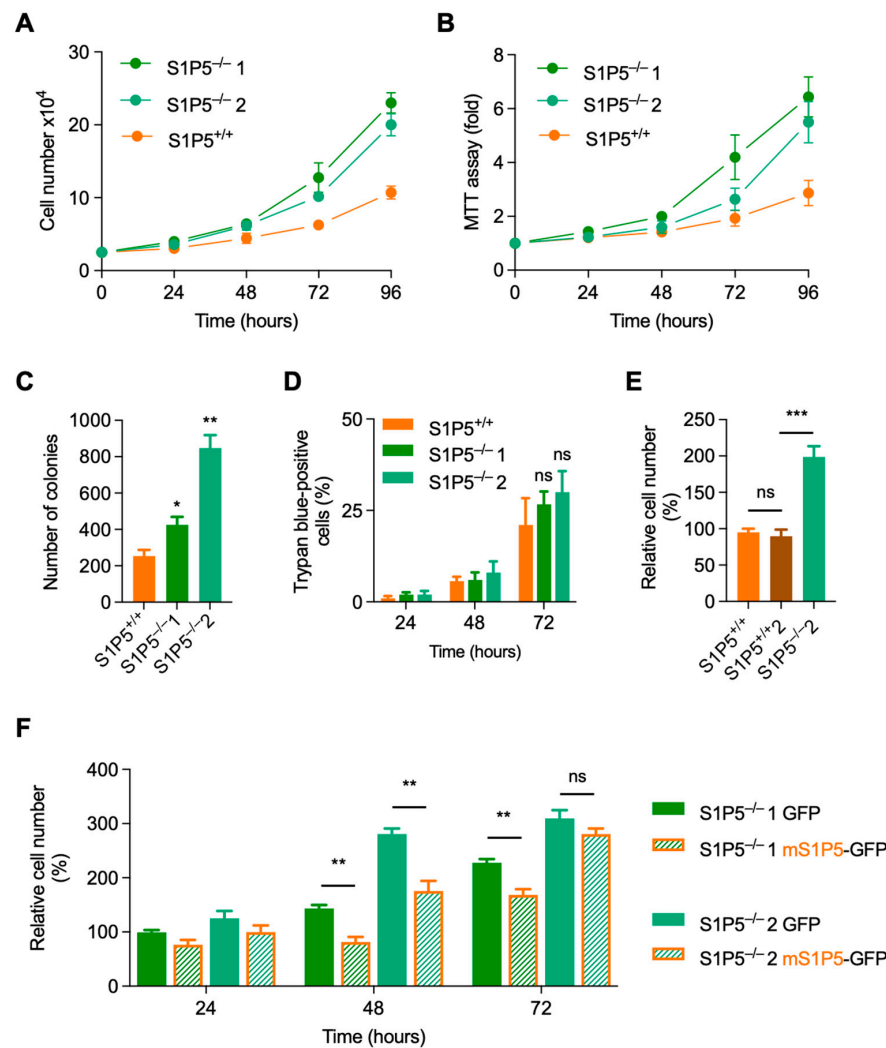 A
Cell number x10⁴
30
20
10
0
S1P5⁻/⁻ 1
S1P5⁻/⁻ 2
S1P5⁺/⁺
0 24 48 72 96
Time (hours)
B
MTT assay (fold)
8
6
4
2
0
S1P5⁻/⁻ 1
S1P5⁻/⁻ 2
S1P5⁺/⁺
0 24 48 72 96
Time (hours)
C
Number of colonies
1000
800
600
400
200
0
*
**
S1P5⁺/⁺
S1P5⁻/⁻1
S1P5⁻/⁻2
D
Trypan blue-positive
cells (%)
50
25
0
S1P5⁺/⁺
S1P5⁻/⁻ 1
S1P5⁻/⁻ 2
ns
ns
24 48 72
Time (hours)
E
Relative cell number
(%)
250
200
150
100
50
0
ns
***
S1P5⁺/⁺
S1P5⁺/⁺2
S1P5⁻/⁻2
F
Relative cell number
(%)
400
300
200
100
0
**
**
**
ns
24 48 72
Time (hours)
S1P5⁻/⁻ 1 GFP
S1P5⁻/⁻ 1 mS1P5-GFP
S1P5⁻/⁻ 2 GFP
S1P5⁻/⁻ 2 mS1P5-GFP